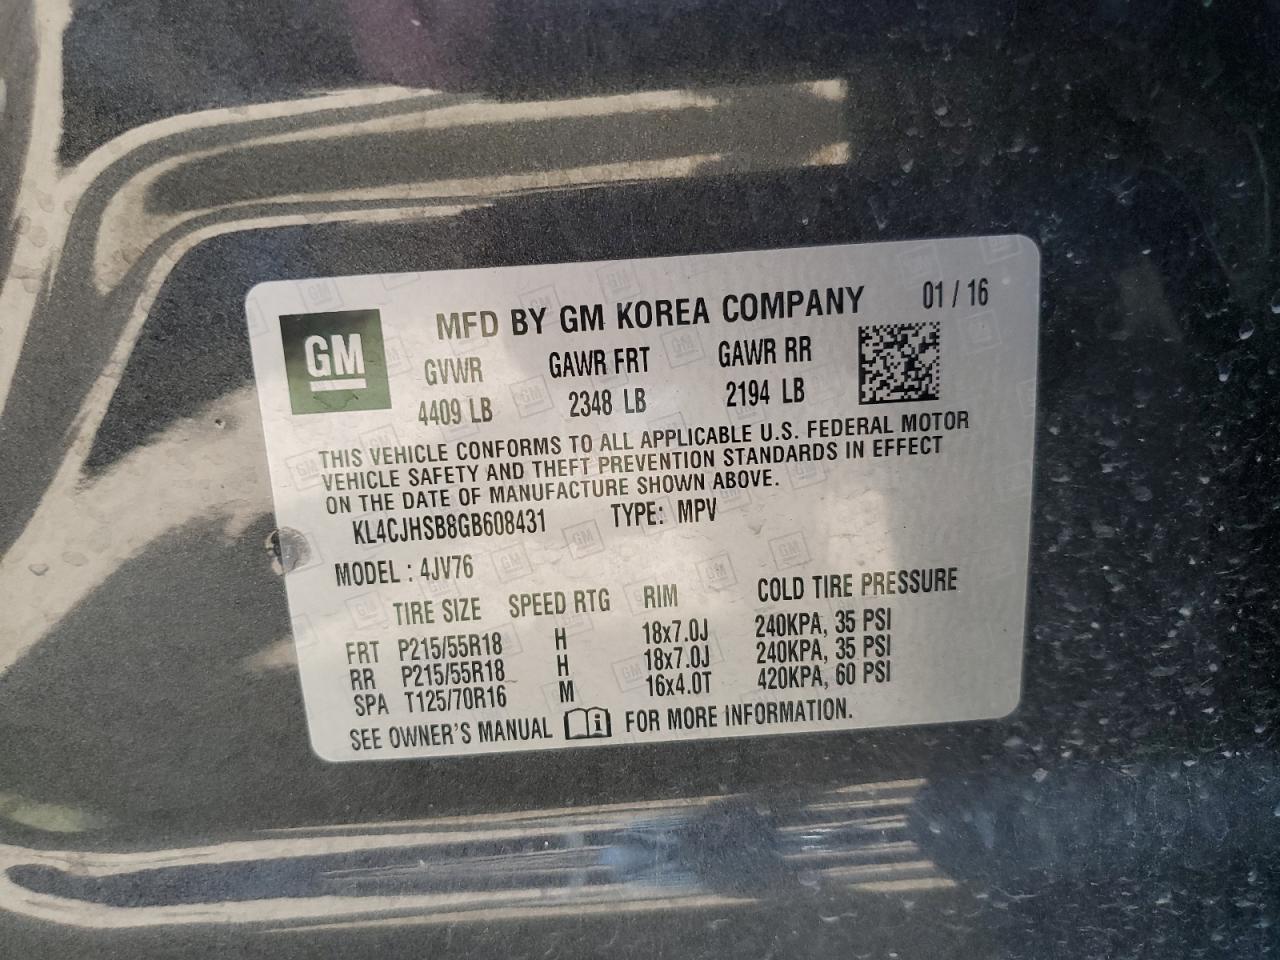 GM
MFD BY GM KOREA COMPANY 01 / 16
GVWR GAWR FRT GAWR RR
4409 LB 2348 LB 2194 LB
THIS VEHICLE CONFORMS TO ALL APPLICABLE U.S. FEDERAL MOTOR
VEHICLE SAFETY AND THEFT PREVENTION STANDARDS IN EFFECT
ON THE DATE OF MANUFACTURE SHOWN ABOVE.
KL4CJHSB8GB608431 TYPE: MPV
MODEL : 4JV76
TIRE SIZE SPEED RTG RIM COLD TIRE PRESSURE
FRT P215/55R18 H 18x7.0J 240KPA, 35 PSI
RR P215/55R18 H 18x7.0J 240KPA, 35 PSI
SPA T125/70R16 M 16x4.0T 420KPA, 60 PSI
SEE OWNER'S MANUAL FOR MORE INFORMATION.